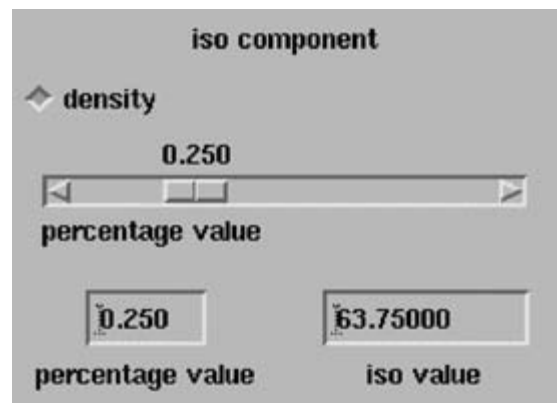 iso component
density
0.250
percentage value
0.250
63.75000
percentage value
iso value